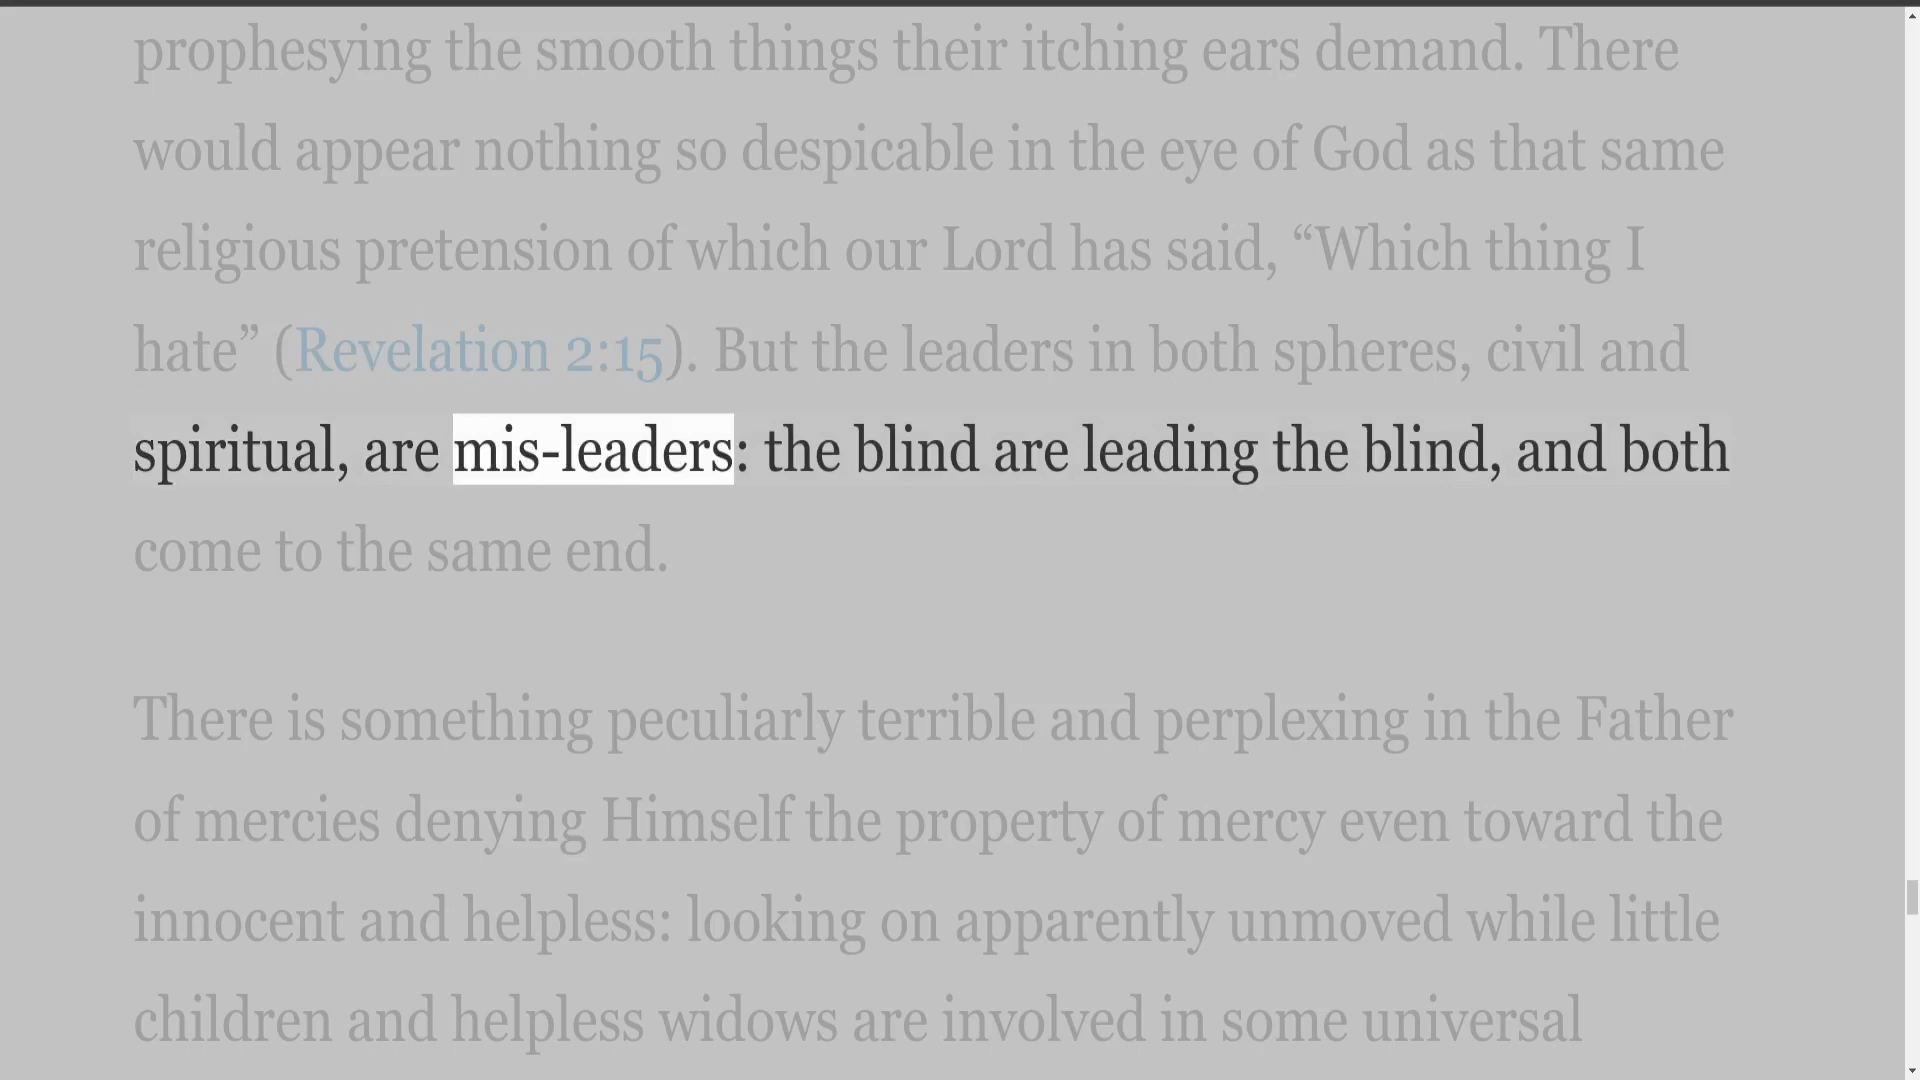 prophesying the smooth things their itching ears demand. There
would appear nothing so despicable in the eye of God as that same
religious pretension of which our Lord has said, “Which thing I
hate” (Revelation 2:15). But the leaders in both spheres, civil and
spiritual, are mis-leaders: the blind are leading the blind, and both
come to the same end.
There is something peculiarly terrible and perplexing in the Father
of mercies denying Himself the property of mercy even toward the
innocent and helpless: looking on apparently unmoved while little
children and helpless widows are involved in some universal